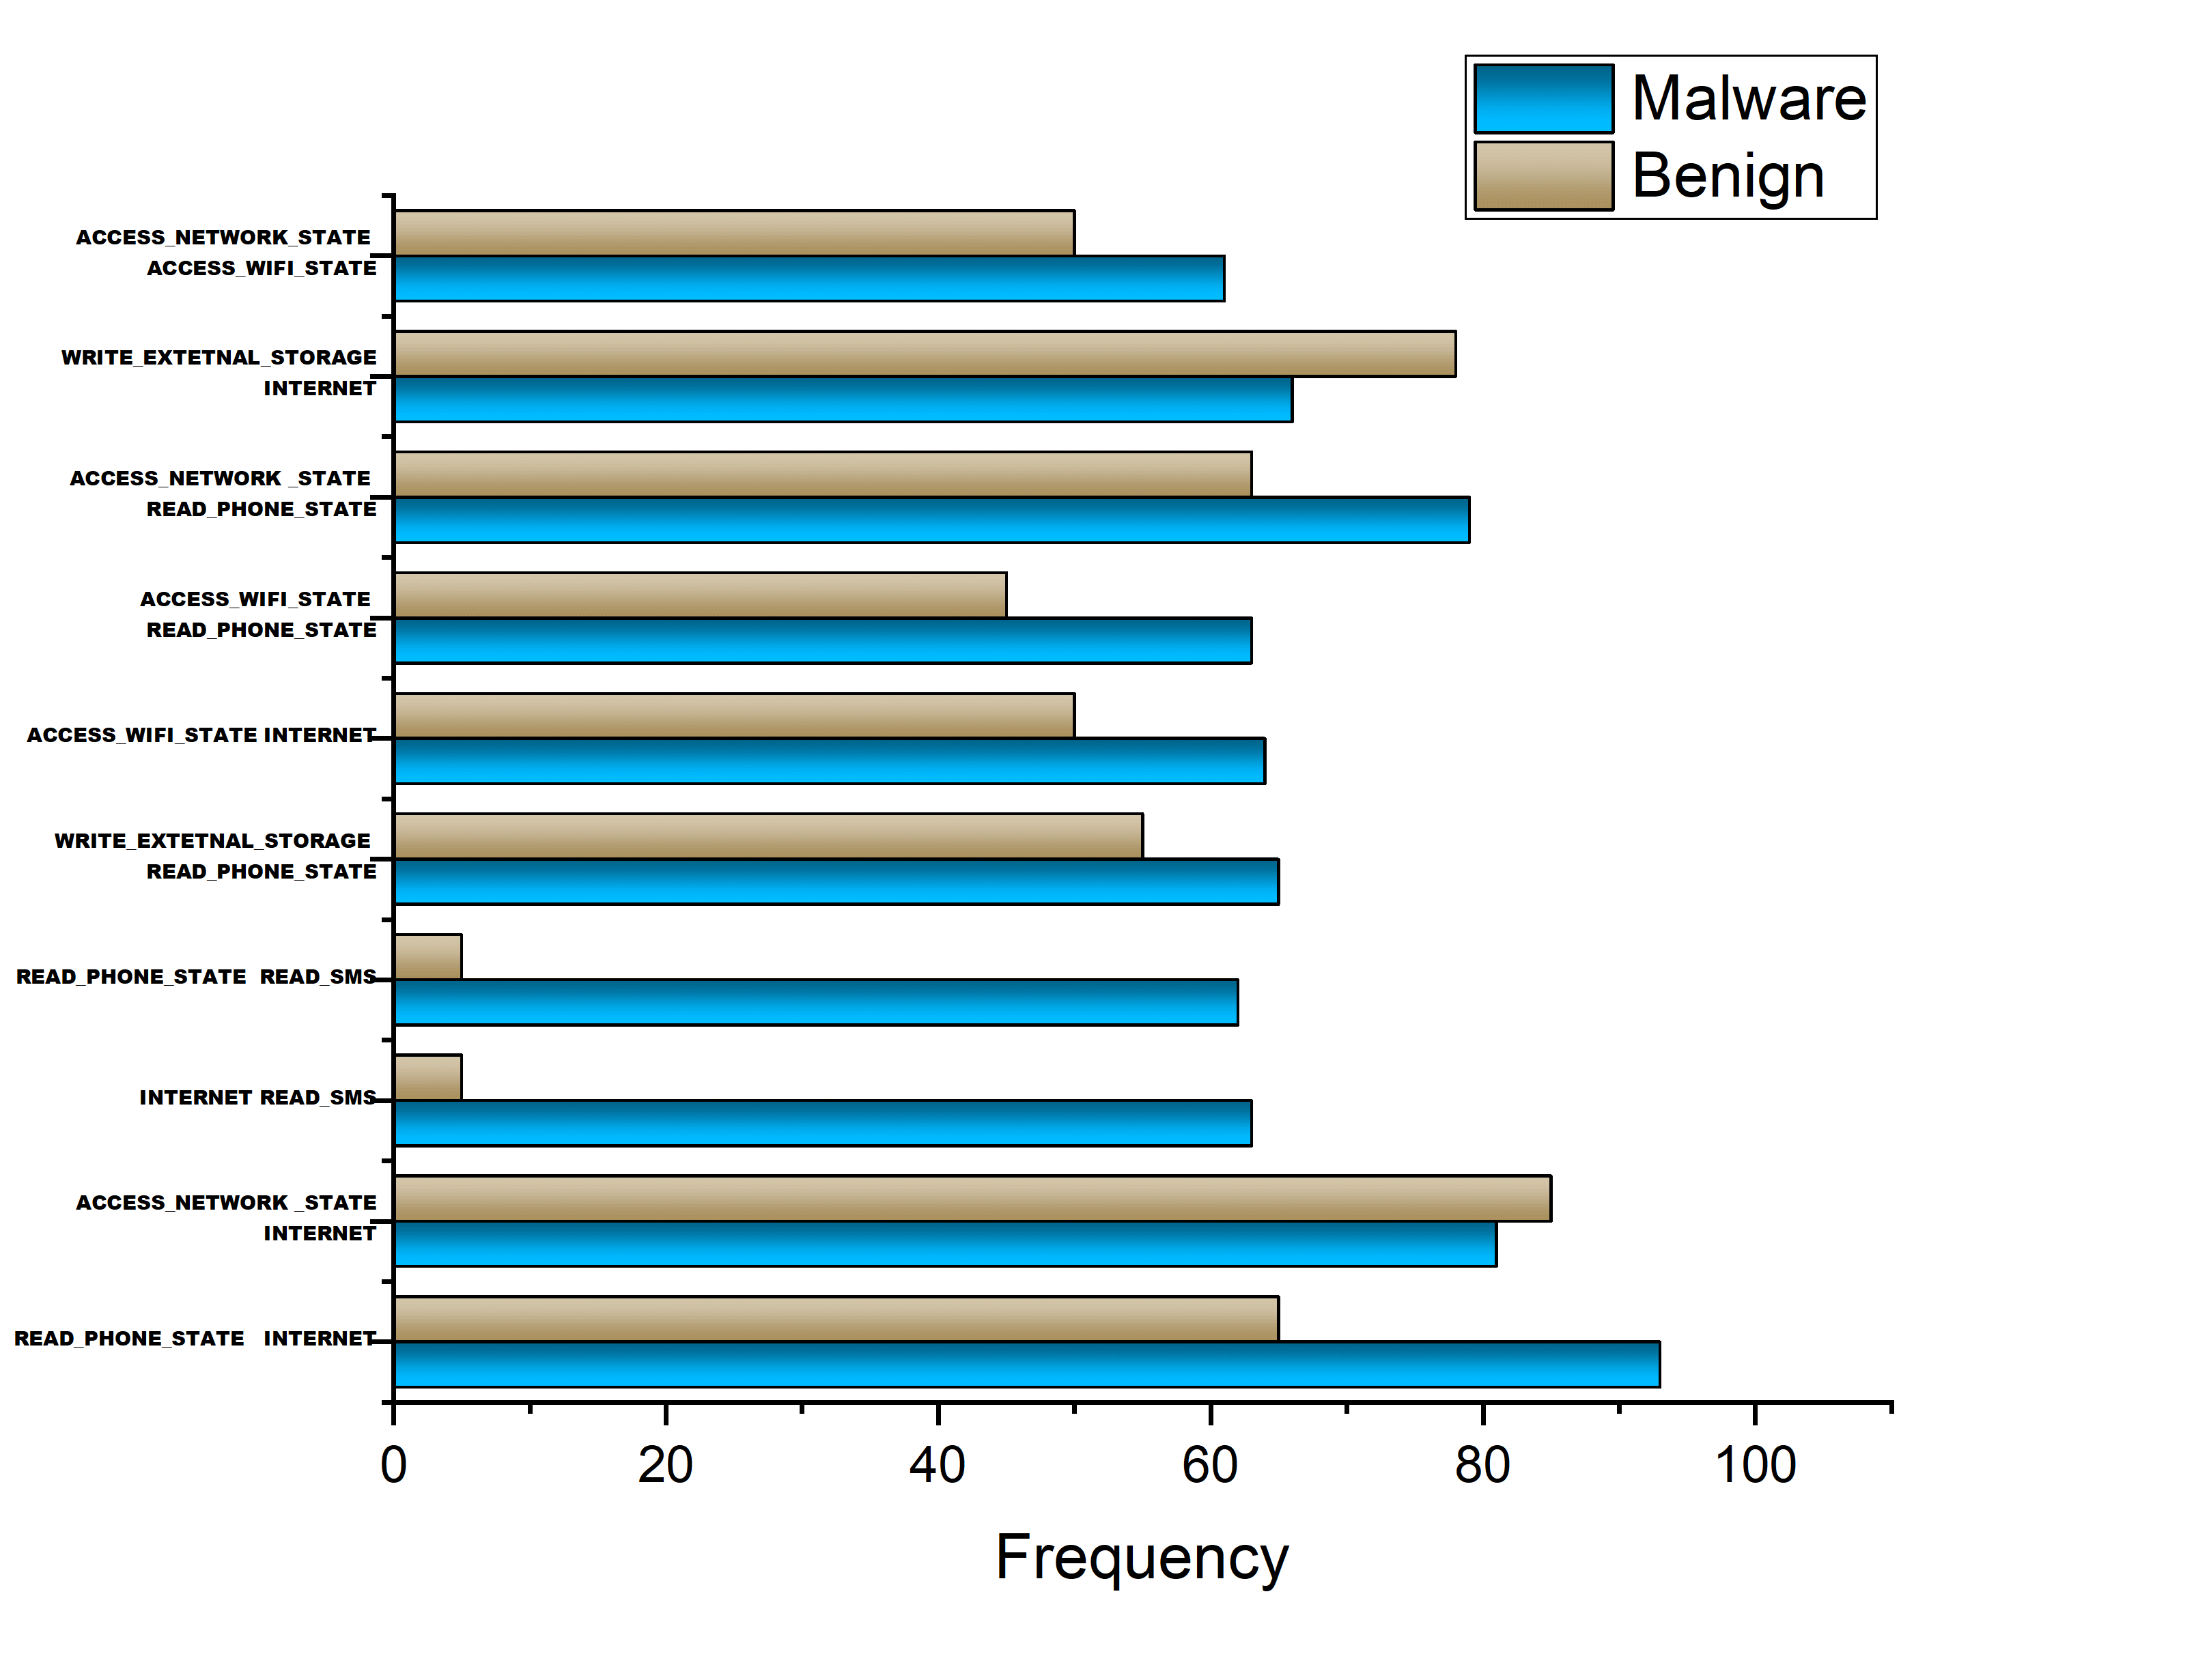 Malware
Benign
ACCESS_NETWORK_STATE
ACCESS_WIFI_STATE
WRITE_EXTETNAL_STORAGE
INTERNET
ACCESS_NETWORK _STATE
READ_PHONE_STATE
ACCESS_WIFI_STATE
READ_PHONE_STATE
ACCESS_WIFI_STATE INTERNET
WRITE_EXTETNAL_STORAGE
READ_PHONE_STATE
READ_PHONE_STATE  READ_SMS
INTERNET READ_SMS
ACCESS_NETWORK _STATE
INTERNET
READ_PHONE_STATE   INTERNET
0 20 40 60 80 100
Frequency